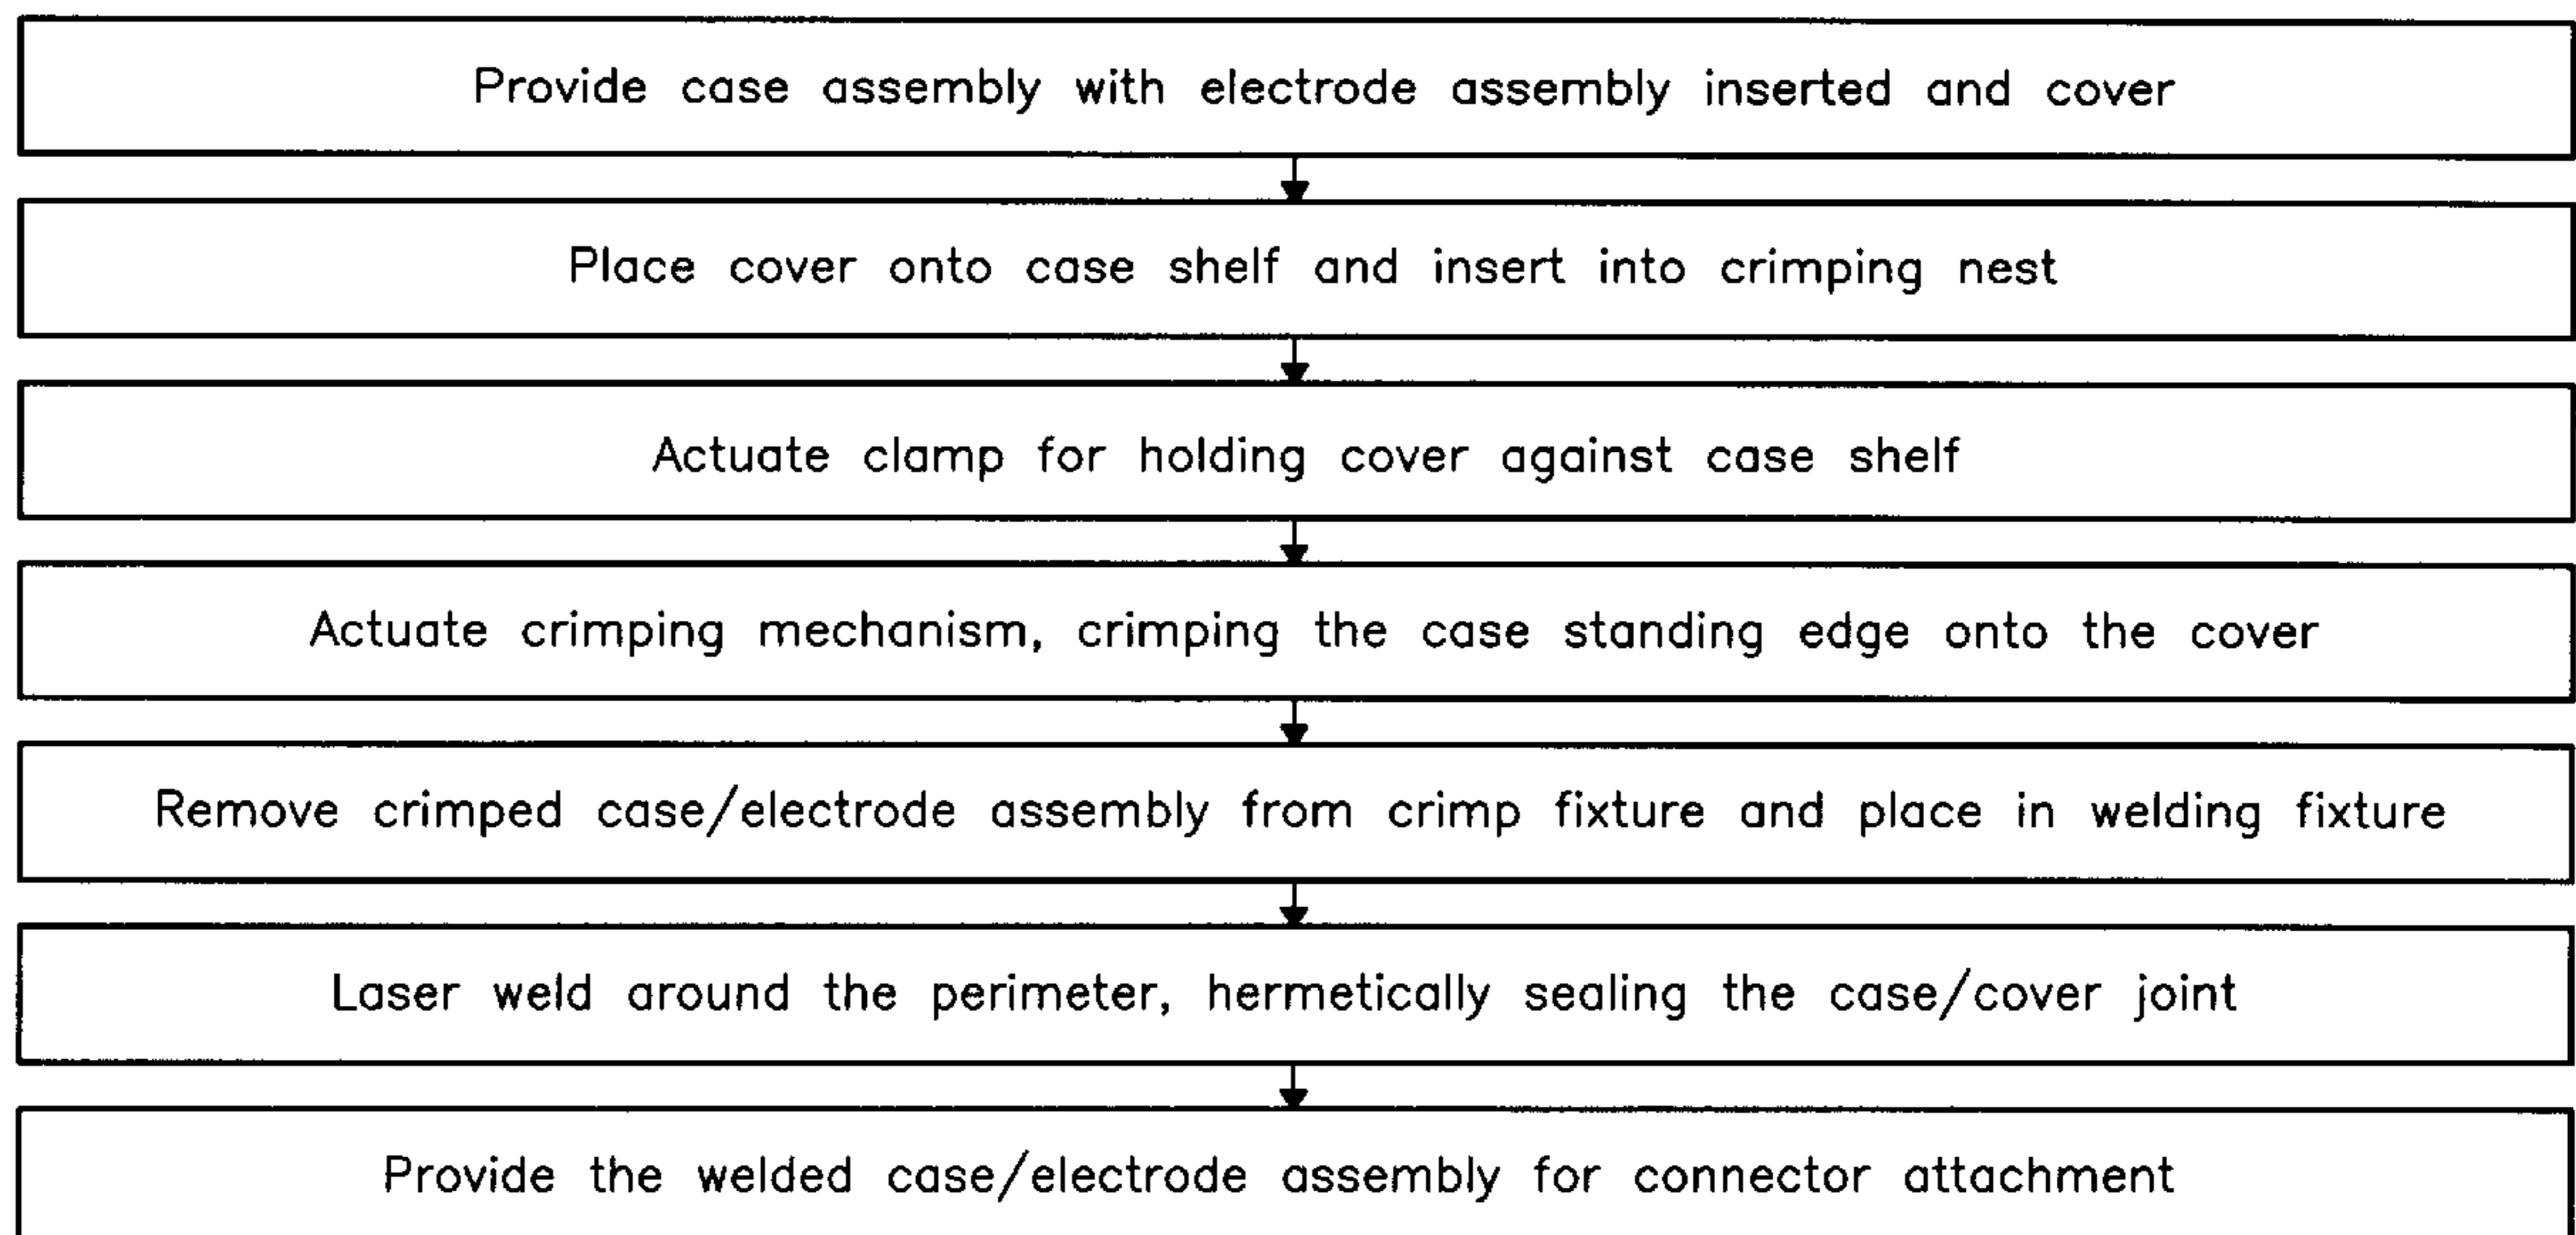 Provide case assembly with electrode assembly inserted and cover
Place cover onto case shelf and insert into crimping nest
Actuate clamp for holding cover against case shelf
Actuate crimping mechanism, crimping the case standing edge onto the cover
Remove crimped case/electrode assembly from crimp fixture and place in welding fixture
Laser weld around the perimeter, hermetically sealing the case/cover joint
Provide the welded case/electrode assembly for connector attachment